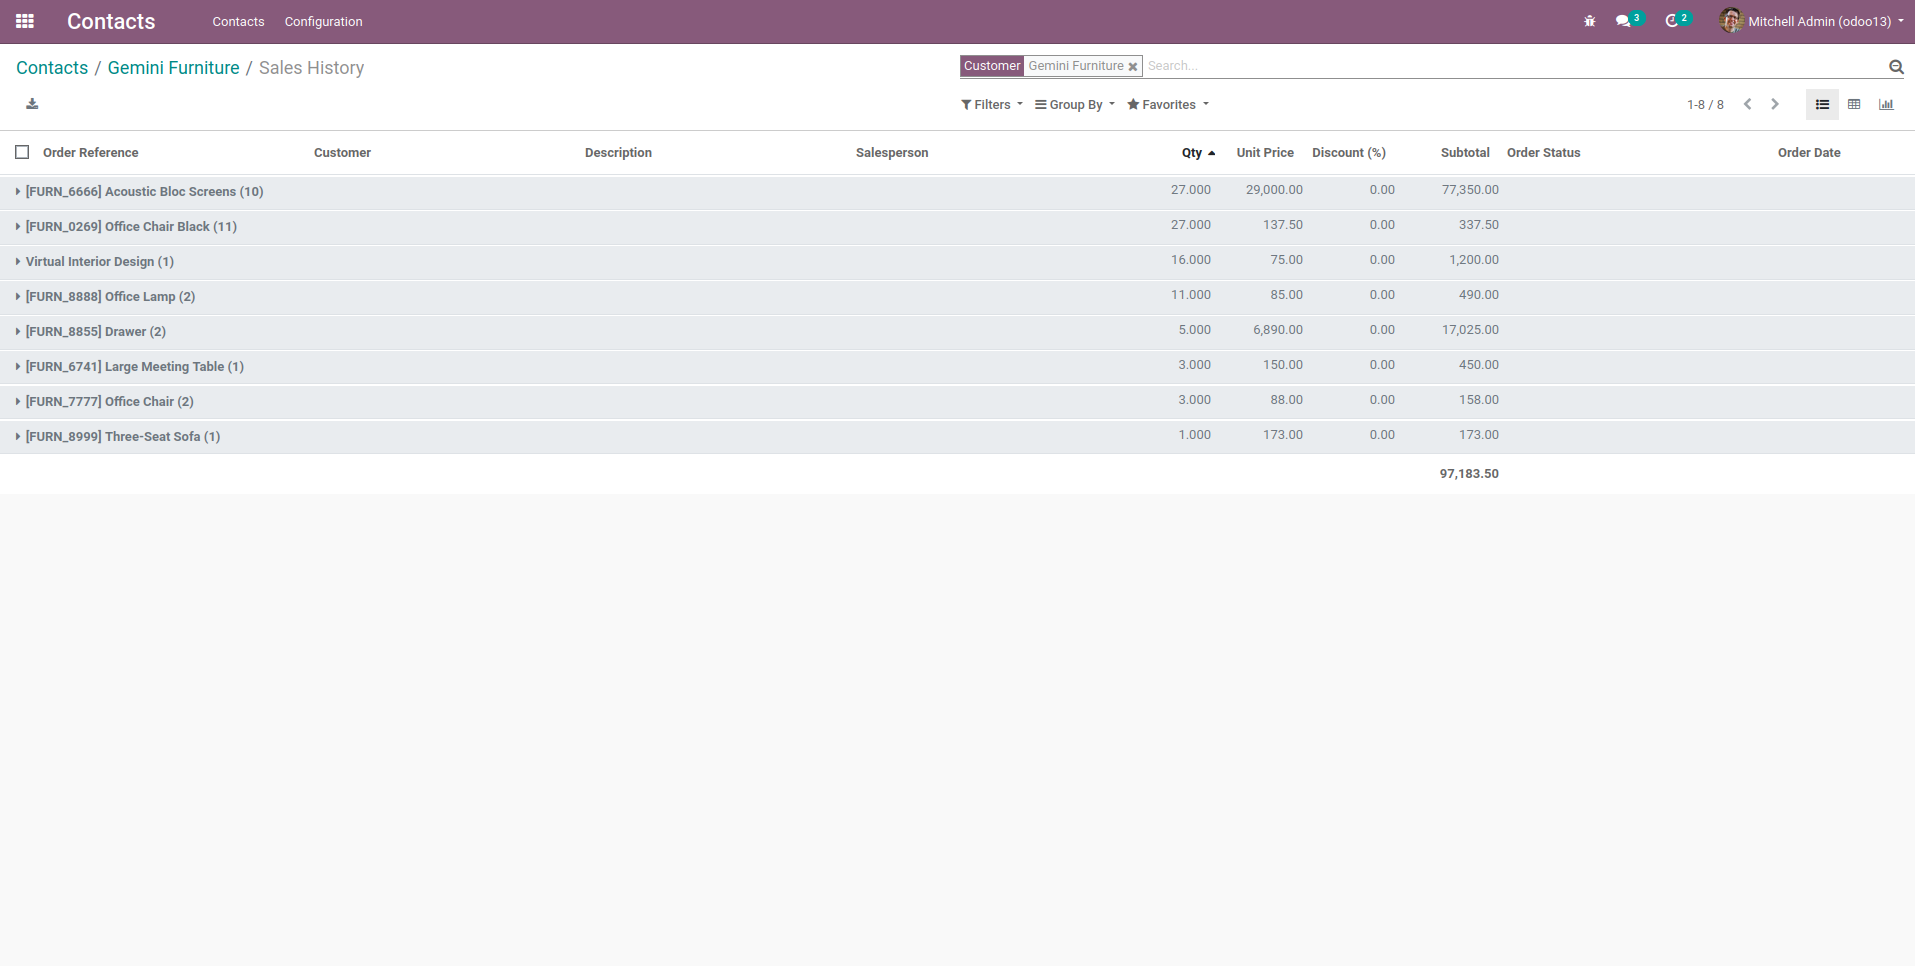 Contacts Contacts Configuration 3 2 Mitchell Admin (odoo13)
Contacts / Gemini Furniture / Sales History Customer Gemini Furniture Search...
Filters Group By Favorites 1-8 / 8
Order Reference Customer Description Salesperson Qty Unit Price Discount (%) Subtotal Order Status Order Date
[FURN_6666] Acoustic Bloc Screens (10) 27.000 29,000.00 0.00 77,350.00
[FURN_0269] Office Chair Black (11) 27.000 137.50 0.00 337.50
Virtual Interior Design (1) 16.000 75.00 0.00 1,200.00
[FURN_8888] Office Lamp (2) 11.000 85.00 0.00 490.00
[FURN_8855] Drawer (2) 5.000 6,890.00 0.00 17,025.00
[FURN_6741] Large Meeting Table (1) 3.000 150.00 0.00 450.00
[FURN_7777] Office Chair (2) 3.000 88.00 0.00 158.00
[FURN_8999] Three-Seat Sofa (1) 1.000 173.00 0.00 173.00
97,183.50